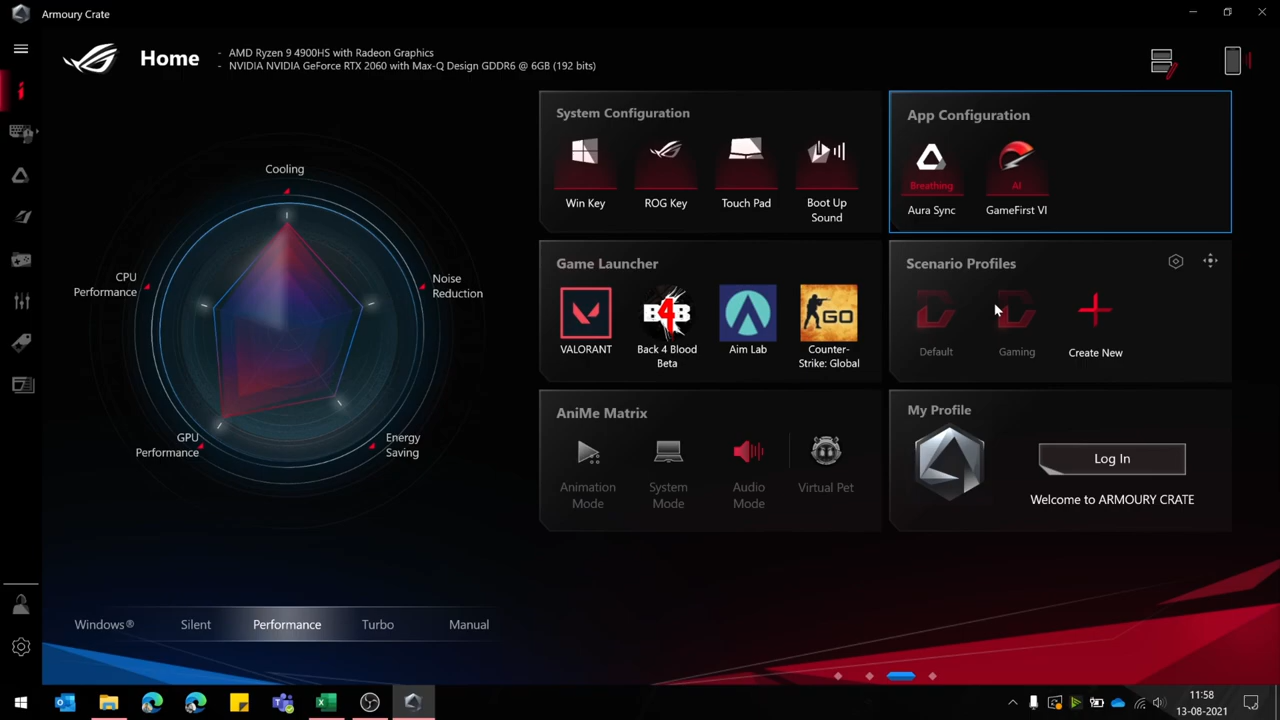 Armoury Crate
Home
- AMD Ryzen 9 4900HS with Radeon Graphics
- NVIDIA NVIDIA GeForce RTX 2060 with Max-Q Design GDDR6 @ 6GB (192 bits)
Cooling
CPU
Performance
Noise
Reduction
GPU
Performance
Energy
Saving
Windows®
Silent
Performance
Turbo
Manual
System Configuration
Win Key
ROG Key
Touch Pad
Boot Up
Sound
App Configuration
Breathing
Aura Sync
AI
GameFirst VI
Game Launcher
VALORANT
B4B
Back 4 Blood
Beta
Aim Lab
GO
Counter-
Strike: Global
Scenario Profiles
Default
Gaming
Create New
AniMe Matrix
Animation
Mode
System
Mode
Audio
Mode
Virtual Pet
My Profile
Log In
Welcome to ARMOURY CRATE
11:58
13-08-2021